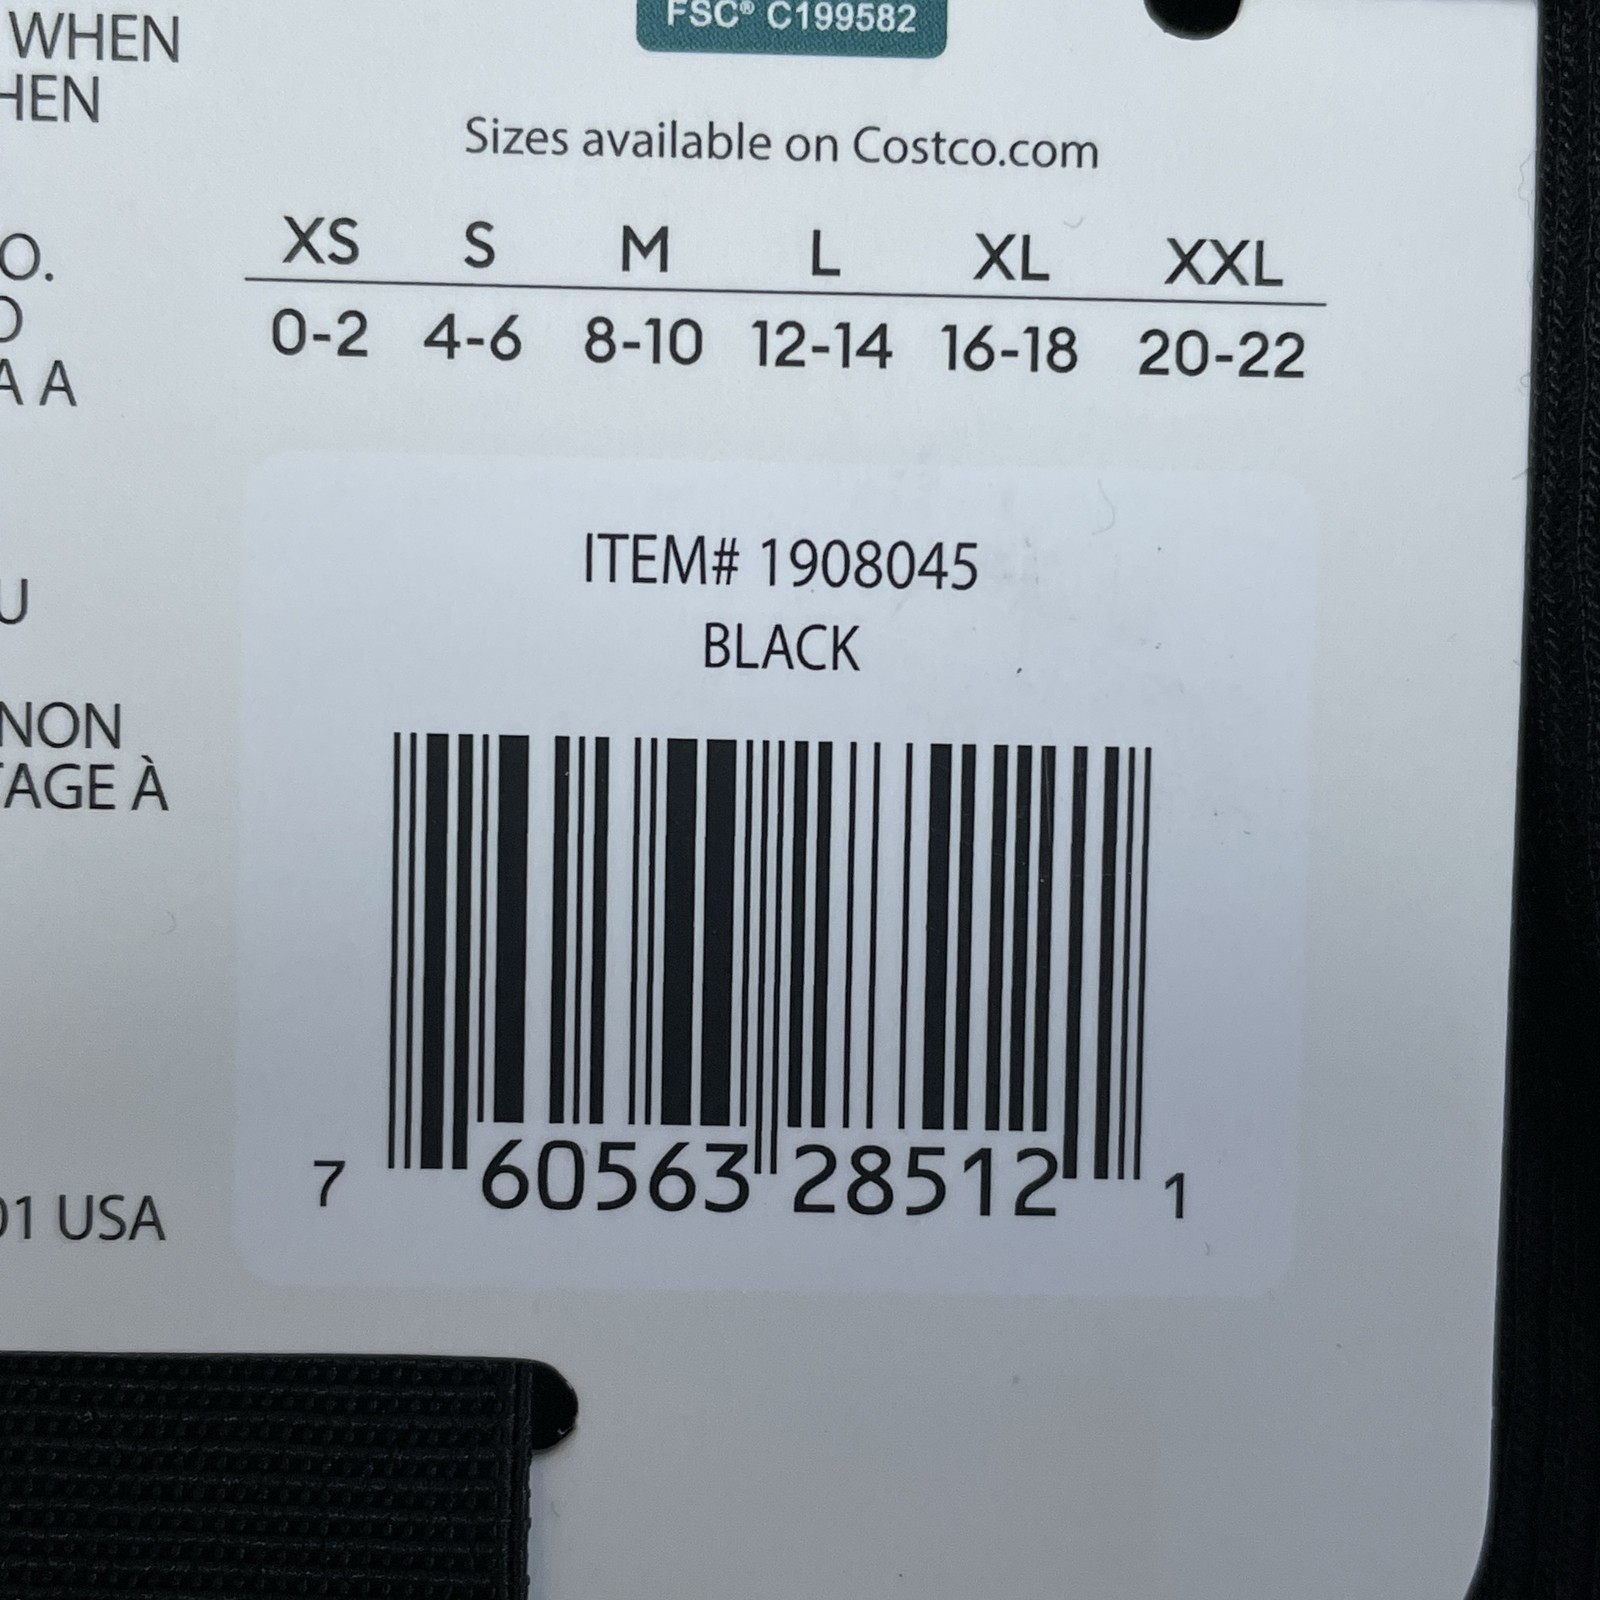 WHEN
FSC® C199582
Sizes available on Costco.com
XS S M L XL XXL
0-2 4-6 8-10 12-14 16-18 20-22
O.
A A
U
ITEM# 1908045
BLACK
NON
TAGE À
01 USA
7 60563 28512 1